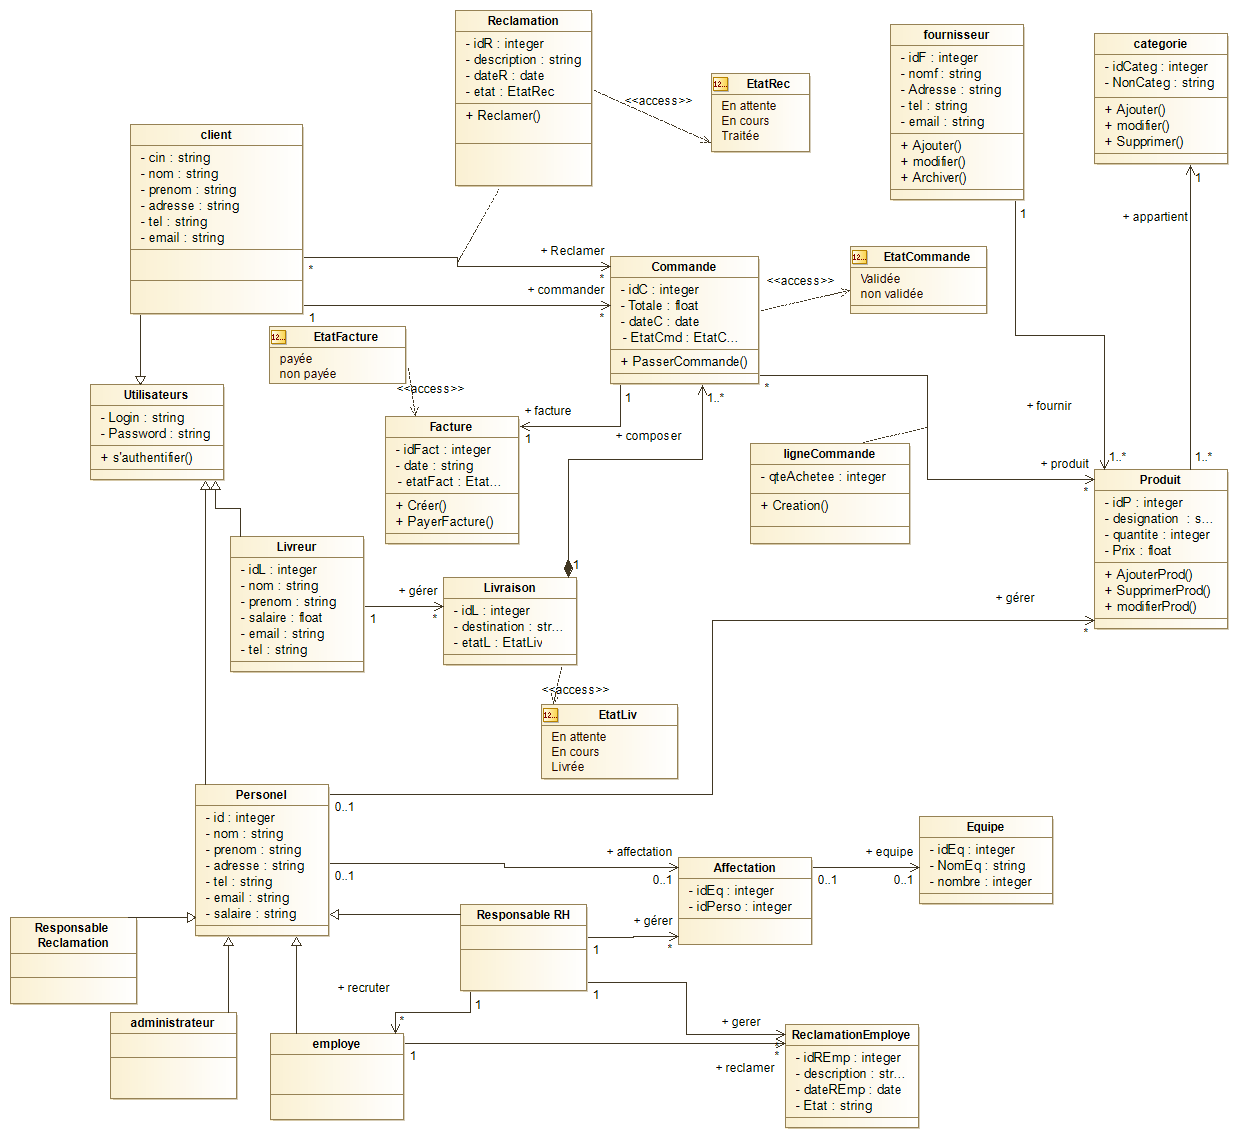 Reclamation
- idR : integer
- description : string
- dateR : date
- etat : EtatRec
+ Reclamer()
12...
EtatRec
En attente
En cours
Traitée
<<access>>
fournisseur
- idF : integer
- nomf : string
- Adresse : string
- tel : string
- email : string
+ Ajouter()
+ modifier()
+ Archiver()
1
categorie
- idCateg : integer
- NonCateg : string
+ Ajouter()
+ modifier()
+ Supprimer()
1
+ appartient
client
- cin : string
- nom : string
- prenom : string
- adresse : string
- tel : string
- email : string
*
+ Reclamer
*
1
+ commander
*
Commande
- idC : integer
- Totale : float
- dateC : date
- EtatCmd : EtatC...
+ PasserCommande()
<<access>>
12...
EtatCommande
Validée
non validée
12...
EtatFacture
payée
non payée
<<access>>
Utilisateurs
- Login : string
- Password : string
+ s'authentifier()
Facture
- idFact : integer
- date : string
- etatFact : Etat...
+ Créer()
+ PayerFacture()
+ facture
1
1
1..*
+ composer
*
+ fournir
ligneCommande
- qteAchetee : integer
+ Creation()
+ produit
*
1..*
1..*
Produit
- idP : integer
- designation : s...
- quantite : integer
- Prix : float
+ AjouterProd()
+ SupprimerProd()
+ modifierProd()
Livreur
- idL : integer
- nom : string
- prenom : string
- salaire : float
- email : string
- tel : string
+ gérer
1
*
1
Livraison
- idL : integer
- destination : str...
- etatL : EtatLiv
<<access>>
12...
EtatLiv
En attente
En cours
Livrée
+ gérer
*
Personel
- id : integer
- nom : string
- prenom : string
- adresse : string
- tel : string
- email : string
- salaire : string
0..1
0..1
+ affectation
0..1
Affectation
- idEq : integer
- idPerso : integer
+ equipe
0..1
0..1
Equipe
- idEq : integer
- NomEq : string
- nombre : integer
Responsable
Reclamation
Responsable RH
+ gérer
1
*
1
1
+ recruter
*
administrateur
employe
1
+ gerer
*
*
+ reclamer
ReclamationEmploye
- idREmp : integer
- description : str...
- dateREmp : date
- Etat : string